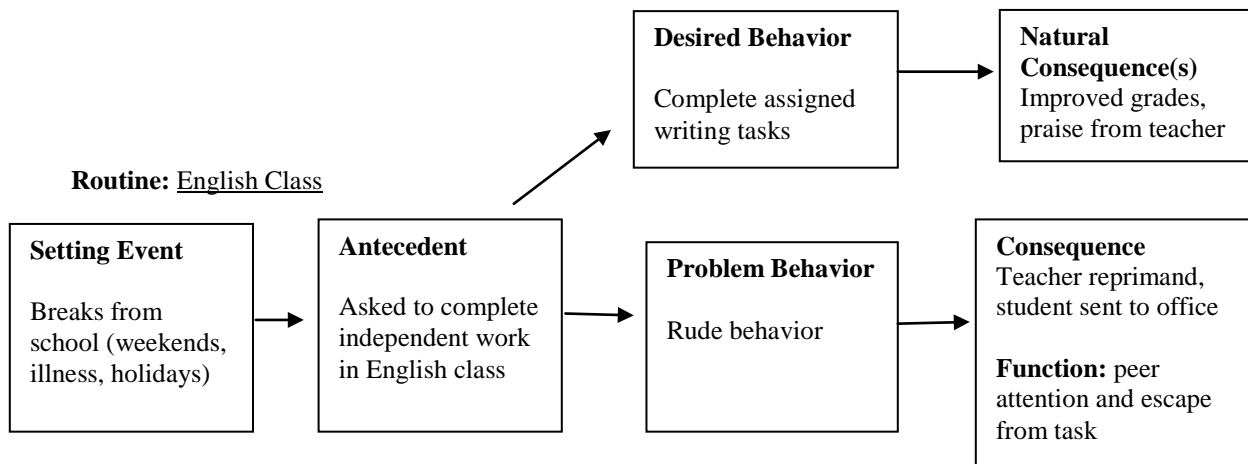 Desired Behavior
Complete assigned
writing tasks
Natural
Consequence(s)
Improved grades,
praise from teacher
Routine: English Class
Setting Event
Breaks from
school (weekends,
illness, holidays)
Antecedent
Asked to complete
independent work
in English class
Problem Behavior
Rude behavior
Consequence
Teacher reprimand,
student sent to office
Function: peer
attention and escape
from task